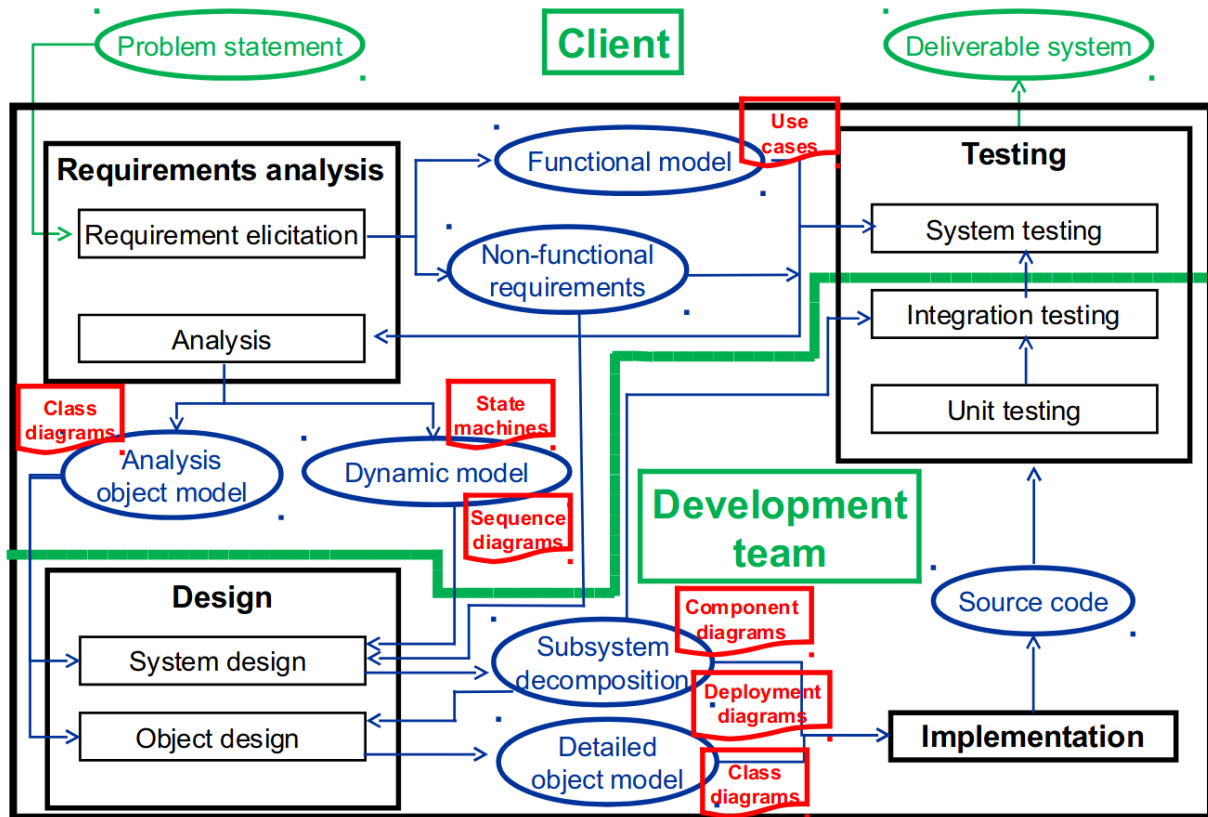 Problem statement
Client
Deliverable system
Requirements analysis
Requirement elicitation
Analysis
Functional model
Use
cases
Non-functional
requirements
Testing
System testing
Integration testing
Unit testing
Class
diagrams
Analysis
object model
State
machines
Dynamic model
Sequence
diagrams
Development
team
Design
System design
Object design
Component
diagrams
Subsystem
decomposition
Deployment
diagrams
Detailed
object model
Class
diagrams
Source code
Implementation